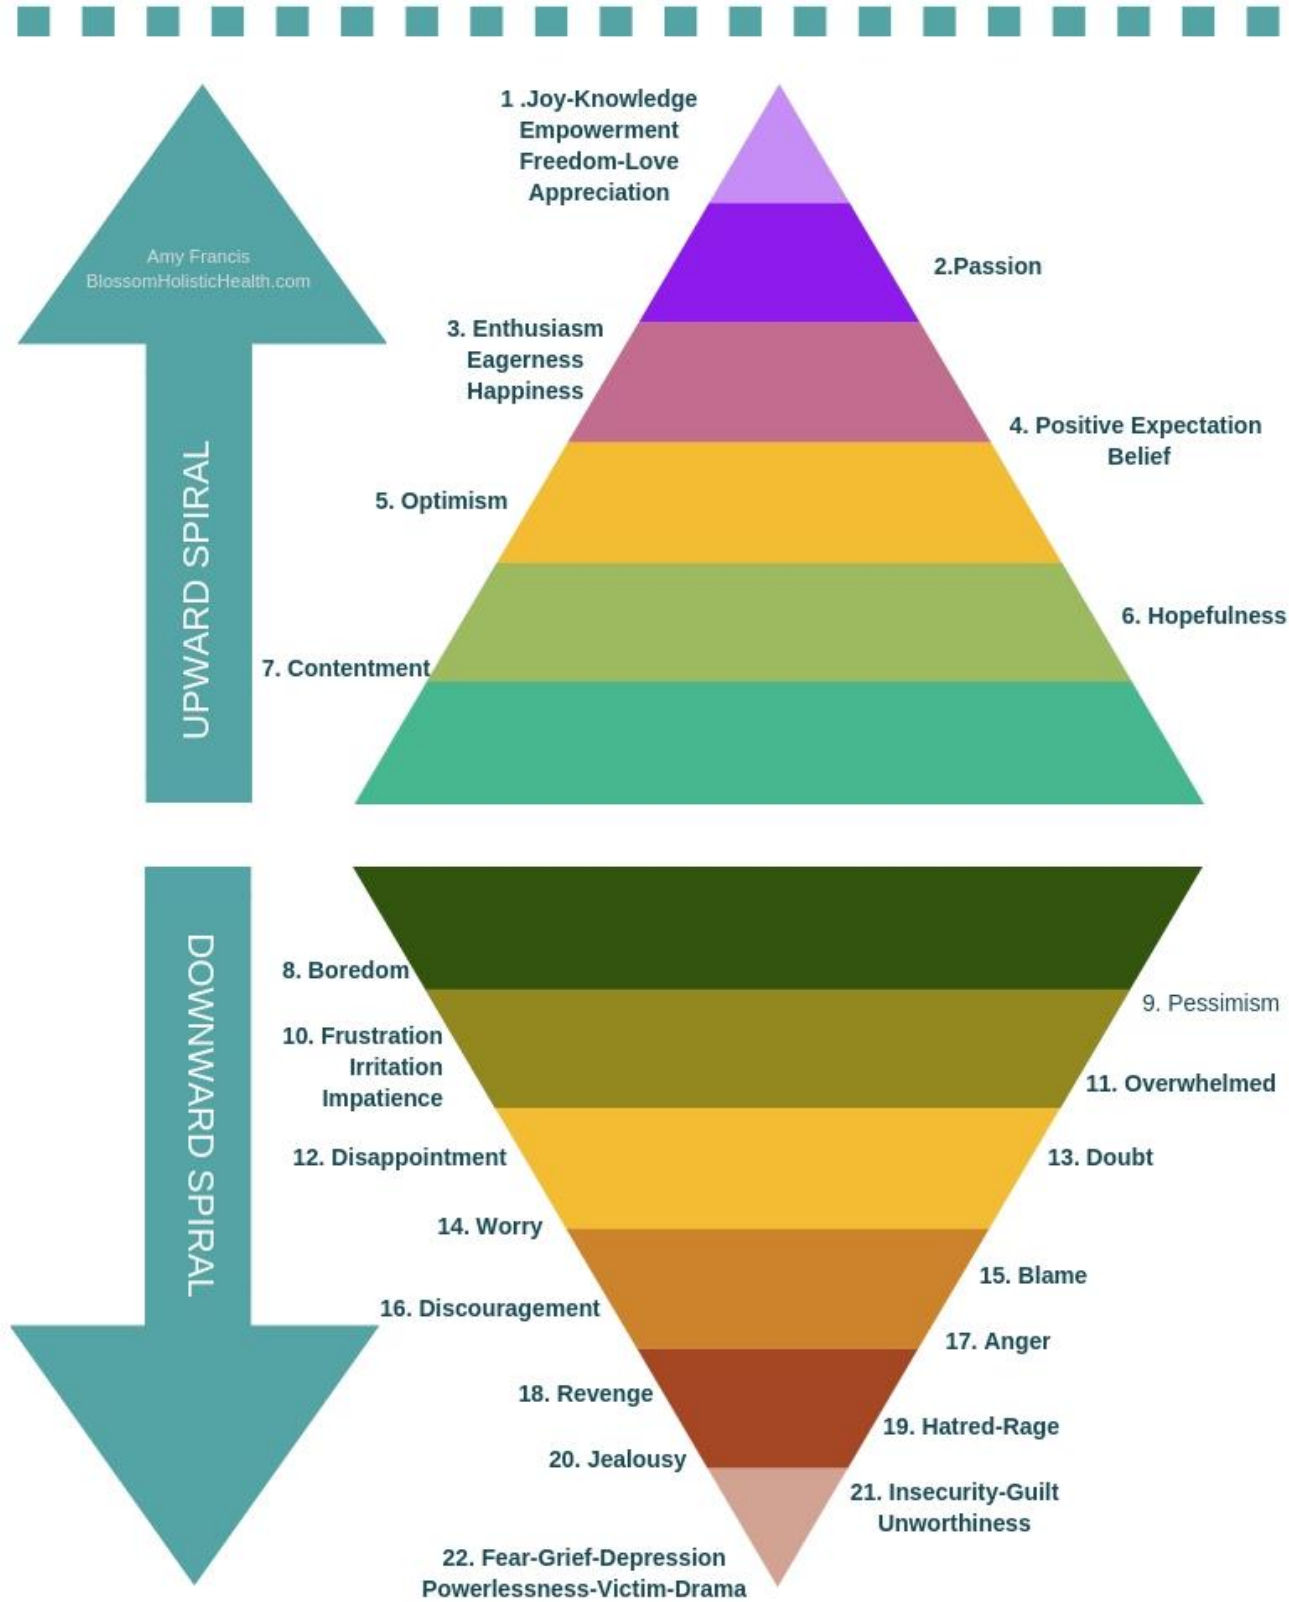 1 .Joy-Knowledge
Empowerment
Freedom-Love
Appreciation
Amy Francis
BlossomHolisticHealth.com
2.Passion
3. Enthusiasm
Eagerness
Happiness
4. Positive Expectation
Belief
5. Optimism
6. Hopefulness
7. Contentment
UPWARD SPIRAL
DOWNWARD SPIRAL
8. Boredom
9. Pessimism
10. Frustration
Irritation
Impatience
11. Overwhelmed
12. Disappointment
13. Doubt
14. Worry
15. Blame
16. Discouragement
17. Anger
18. Revenge
19. Hatred-Rage
20. Jealousy
21. Insecurity-Guilt
Unworthiness
22. Fear-Grief-Depression
Powerlessness-Victim-Drama